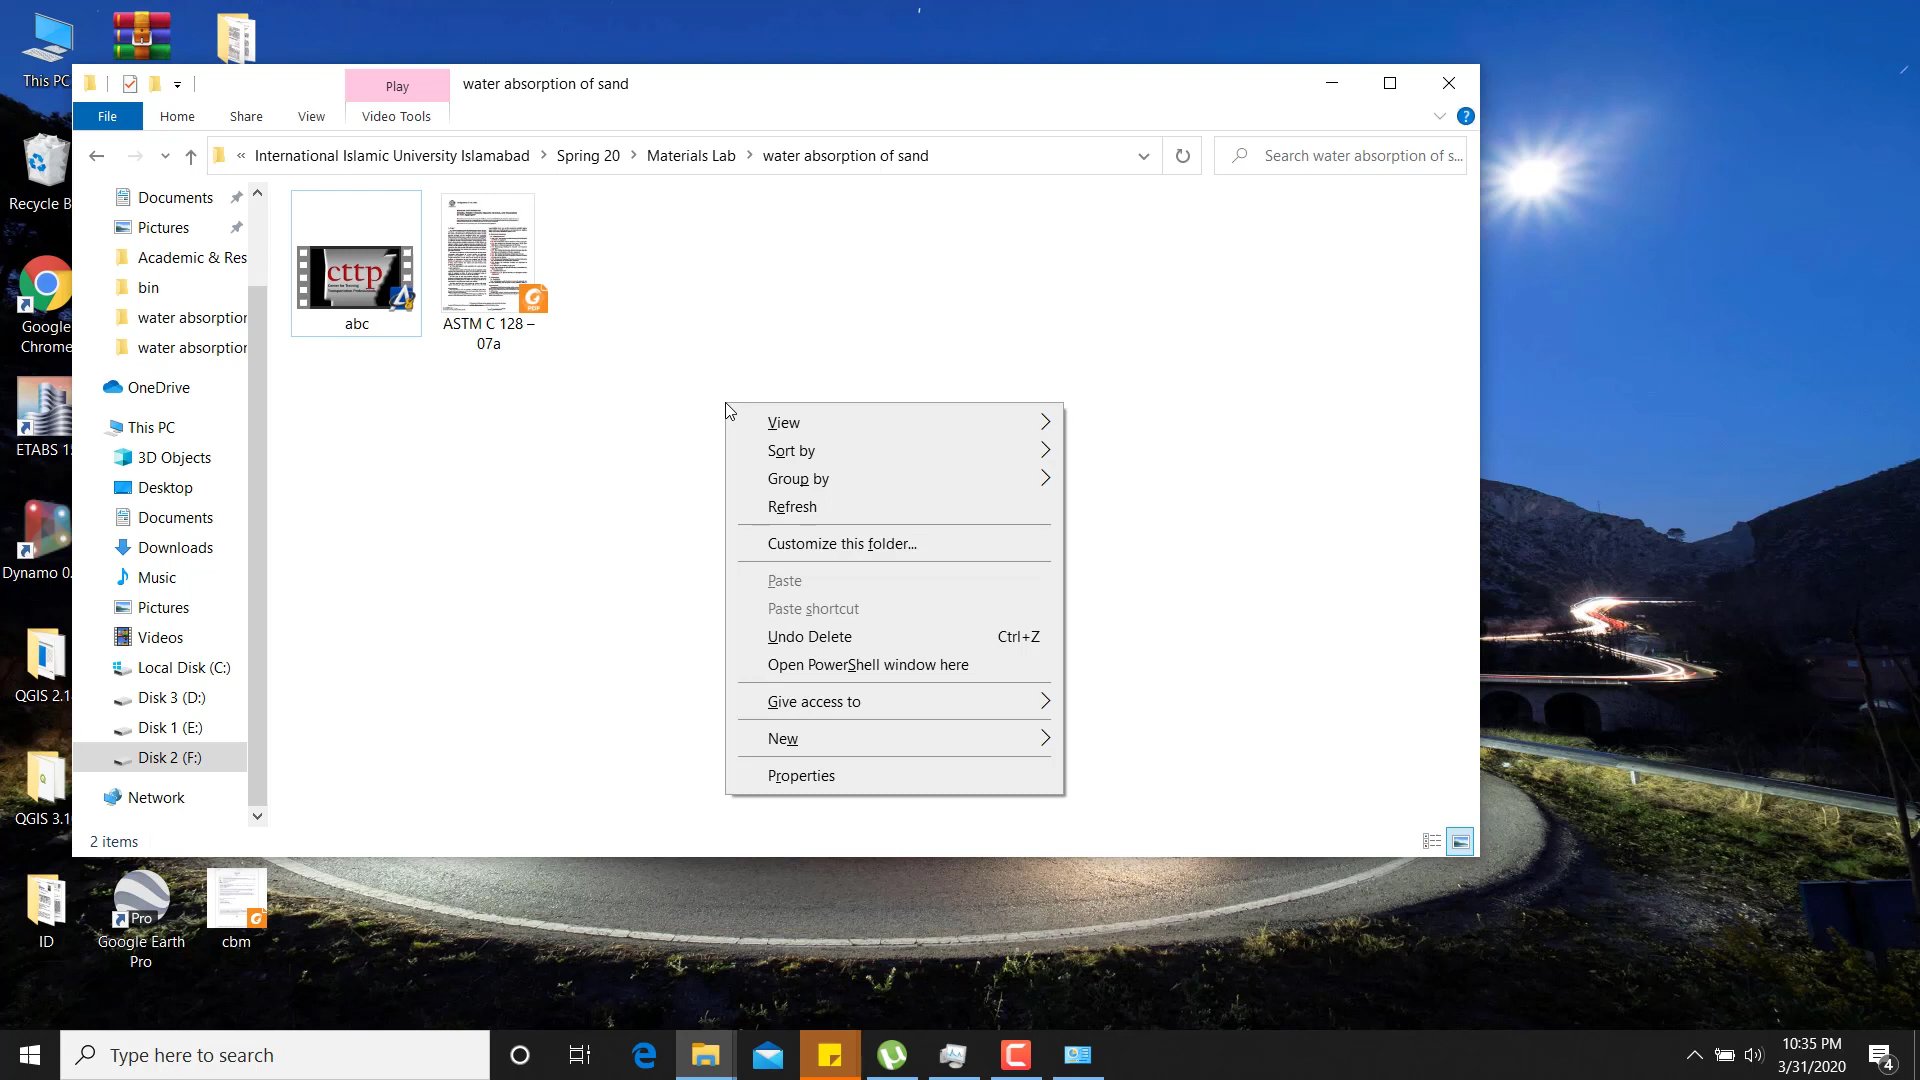 This PC
Play
water absorption of sand
File
Home
Share
View
Video Tools
« International Islamic University Islamabad > Spring 20 > Materials Lab > water absorption of sand
Search water absorption of s...
Recycle B
Google
Chrome
ETABS 1
Dynamo 0.
QGIS 2.1
QGIS 3.1
ID
Pro
Google Earth
Pro
cbm
Documents
Pictures
Academic & Res
bin
water absorption
water absorption
OneDrive
This PC
3D Objects
Desktop
Documents
Downloads
Music
Pictures
Videos
Local Disk (C:)
Disk 3 (D:)
Disk 1 (E:)
Disk 2 (F:)
Network
2 items
cttp
abc
PDF
ASTM C 128 –
07a
View
Sort by
Group by
Refresh
Customize this folder...
Paste
Paste shortcut
Undo Delete Ctrl+Z
Open PowerShell window here
Give access to
New
Properties
Type here to search
10:35 PM
3/31/2020
4